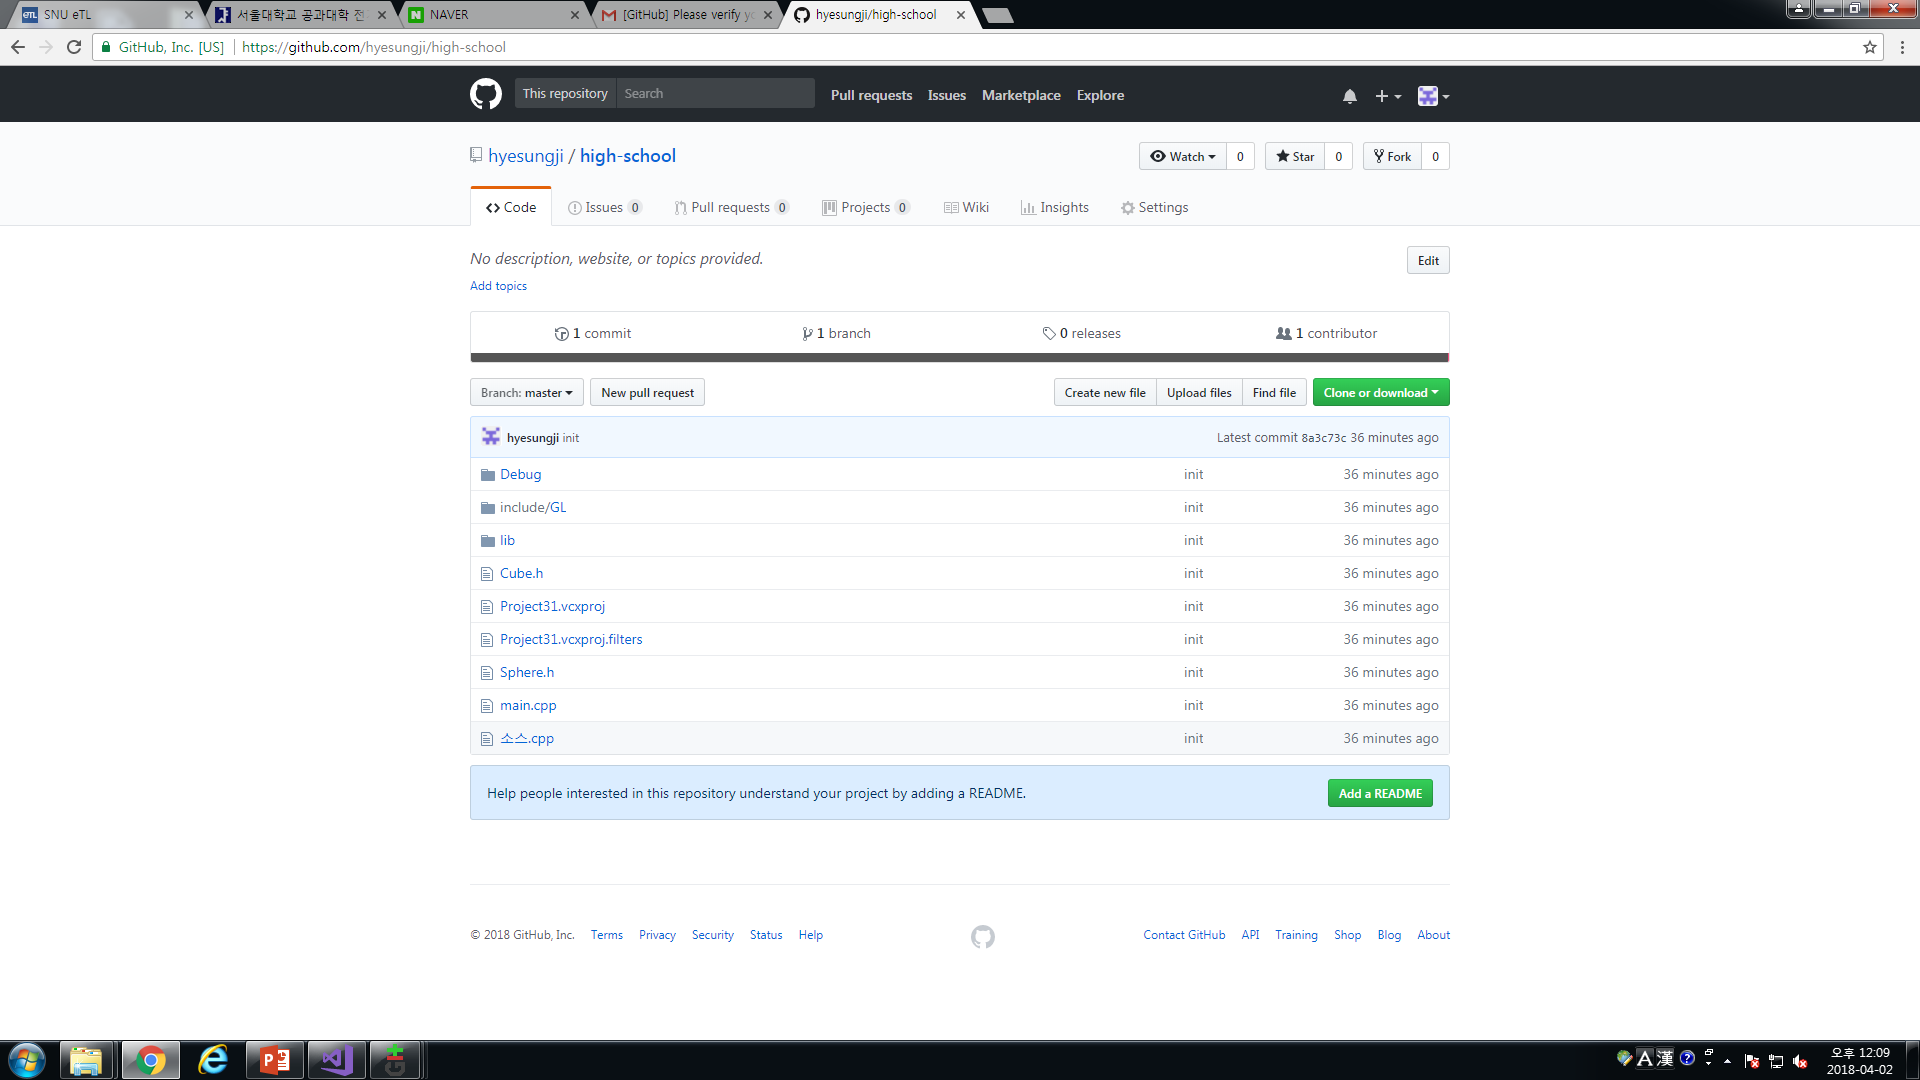 SNU eTL
서울대학교 공과대학 전
NAVER
[GitHub] Please verify yo
hyesungji/high-school
GitHub, Inc. [US]
https://github.com/hyesungji/high-school
This repository
Search
Pull requests
Issues
Marketplace
Explore
hyesungji / high-school
Watch 0
Star 0
Fork 0
Code
Issues 0
Pull requests 0
Projects 0
Wiki
Insights
Settings
No description, website, or topics provided.
Edit
Add topics
1 commit
1 branch
0 releases
1 contributor
Branch: master
New pull request
Create new file
Upload files
Find file
Clone or download
hyesungji init
Latest commit 8a3c73c 36 minutes ago
Debug init 36 minutes ago
include/GL init 36 minutes ago
lib init 36 minutes ago
Cube.h init 36 minutes ago
Project31.vcxproj init 36 minutes ago
Project31.vcxproj.filters init 36 minutes ago
Sphere.h init 36 minutes ago
main.cpp init 36 minutes ago
소스.cpp init 36 minutes ago
Help people interested in this repository understand your project by adding a README.
Add a README
© 2018 GitHub, Inc.
Terms
Privacy
Security
Status
Help
Contact GitHub
API
Training
Shop
Blog
About
A 漢
오후 12:09
2018-04-02